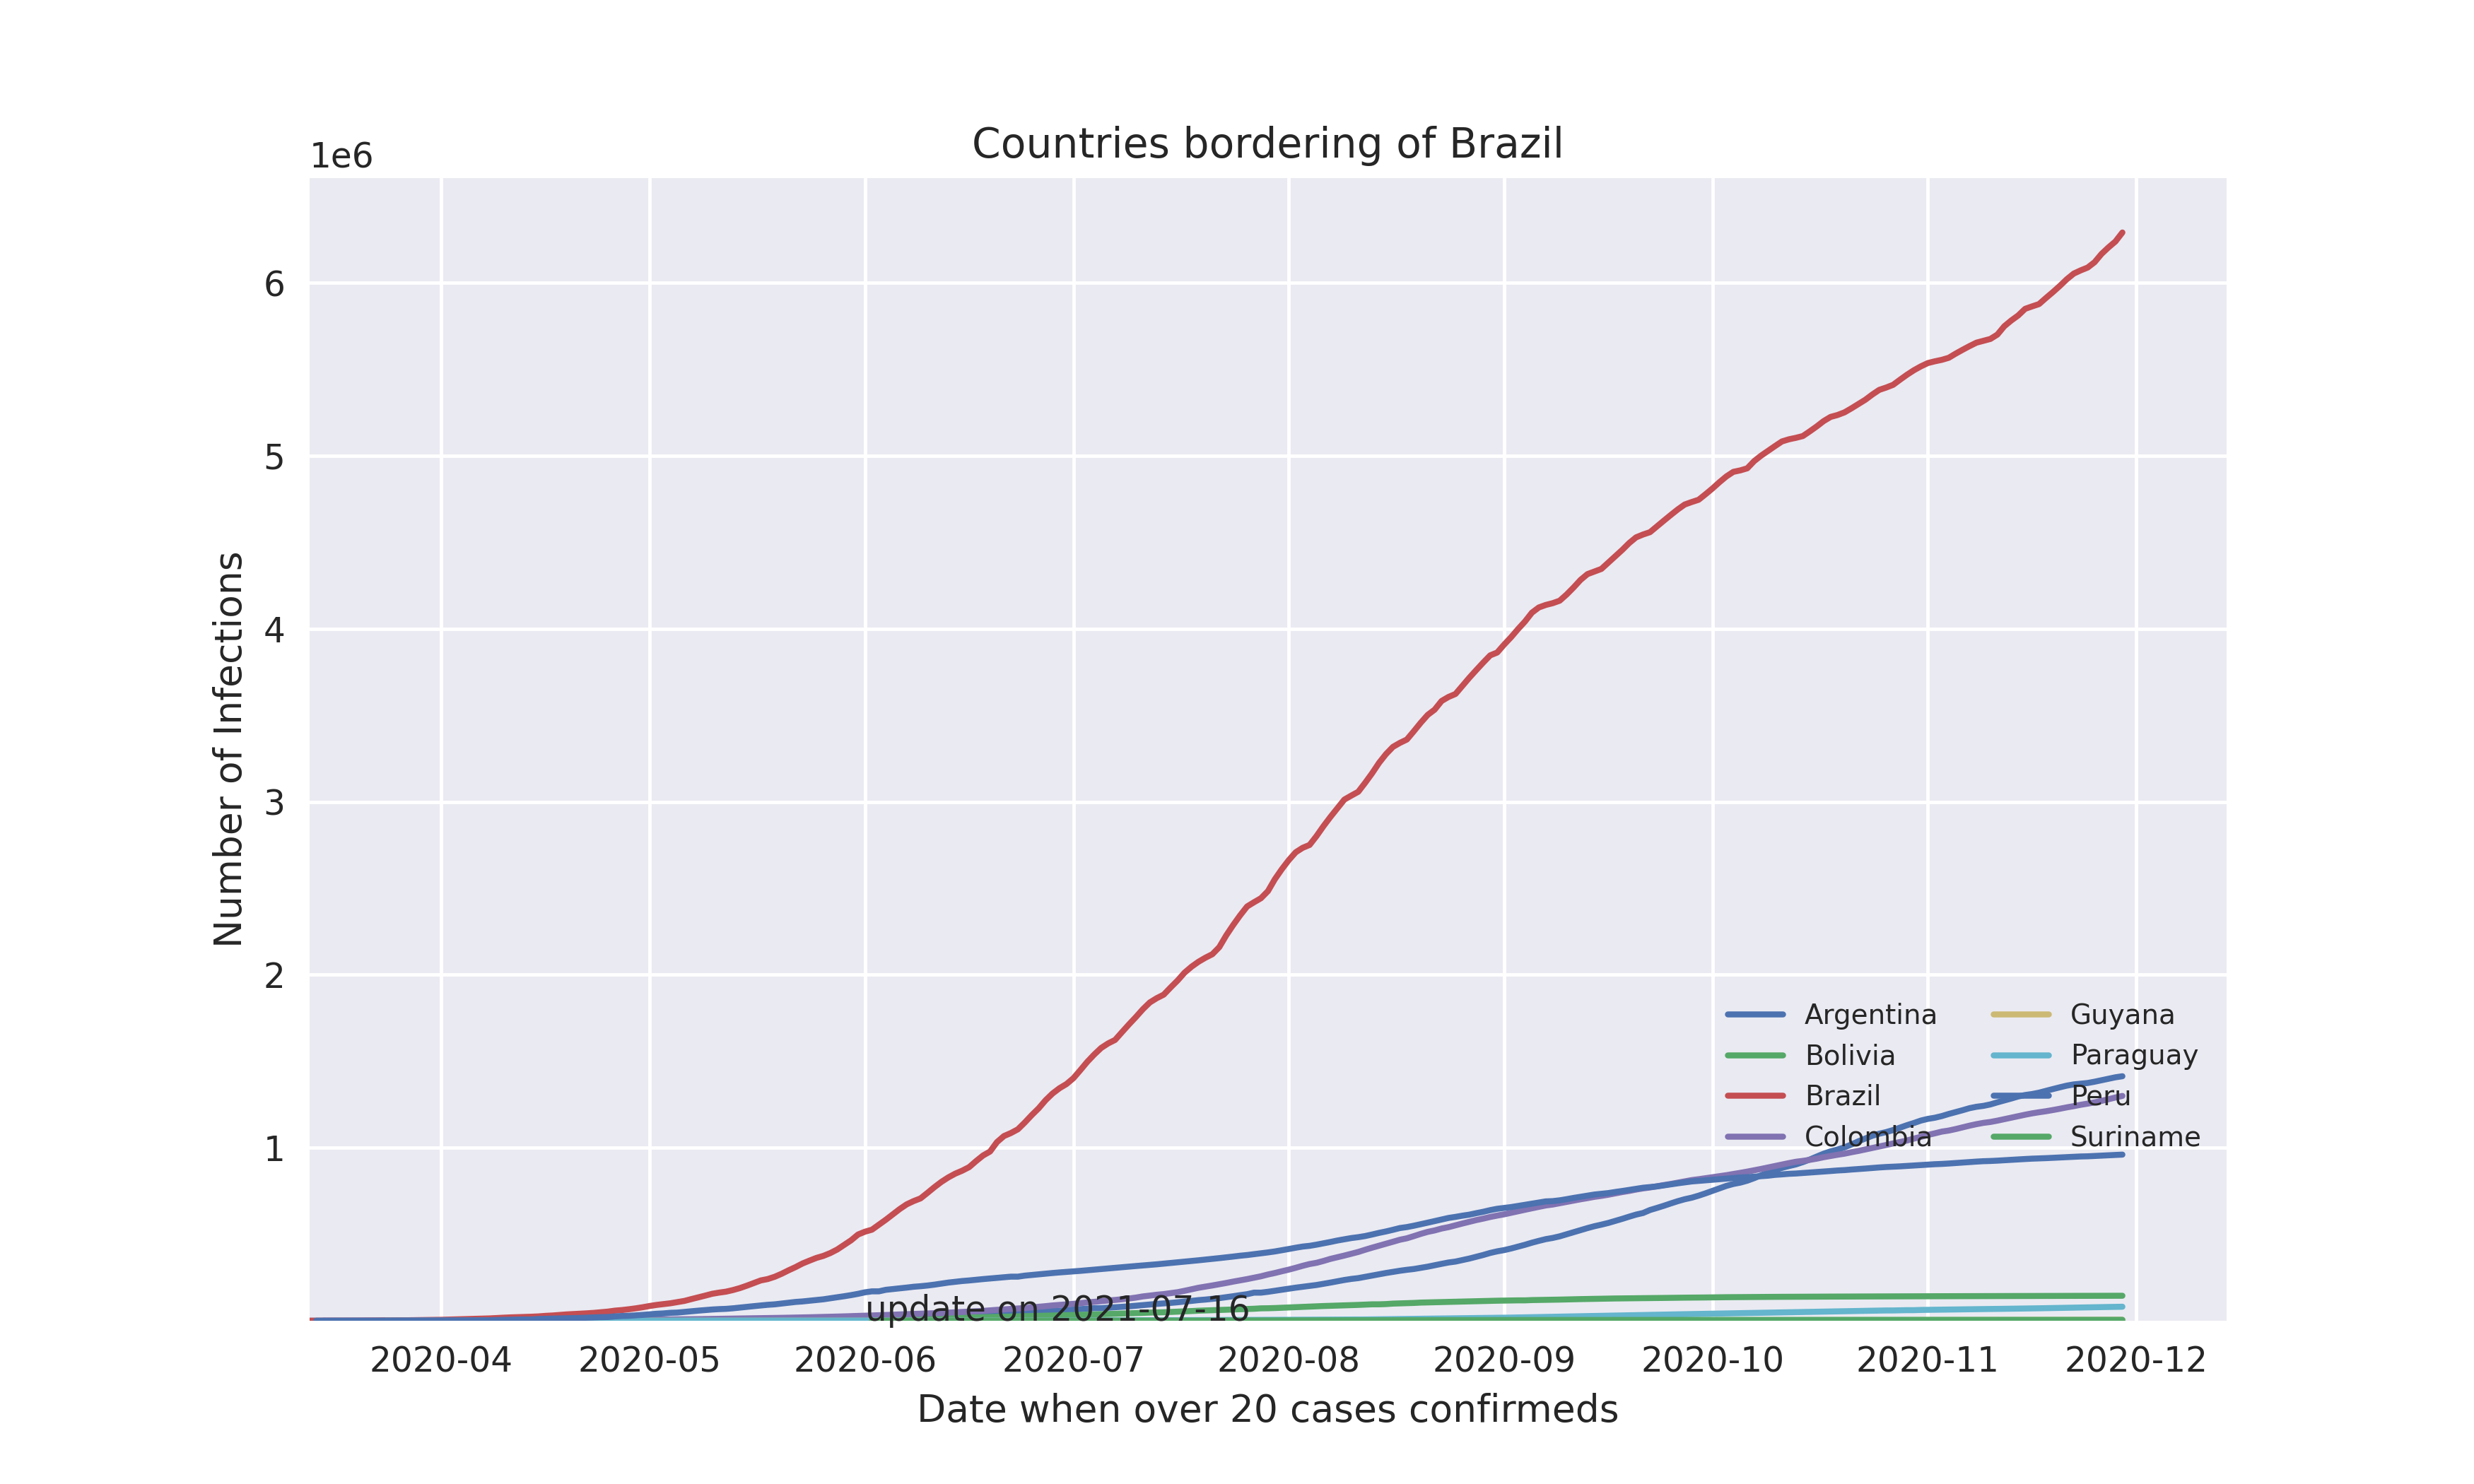 Countries bordering of Brazil
1e6
6
5
4
3
2
1
Number of Infections
Argentina
Bolivia
Brazil
Colombia
Guyana
Paraguay
Peru
Suriname
update on 2021-07-16
2020-04 2020-05 2020-06 2020-07 2020-08 2020-09 2020-10 2020-11 2020-12
Date when over 20 cases confirmeds